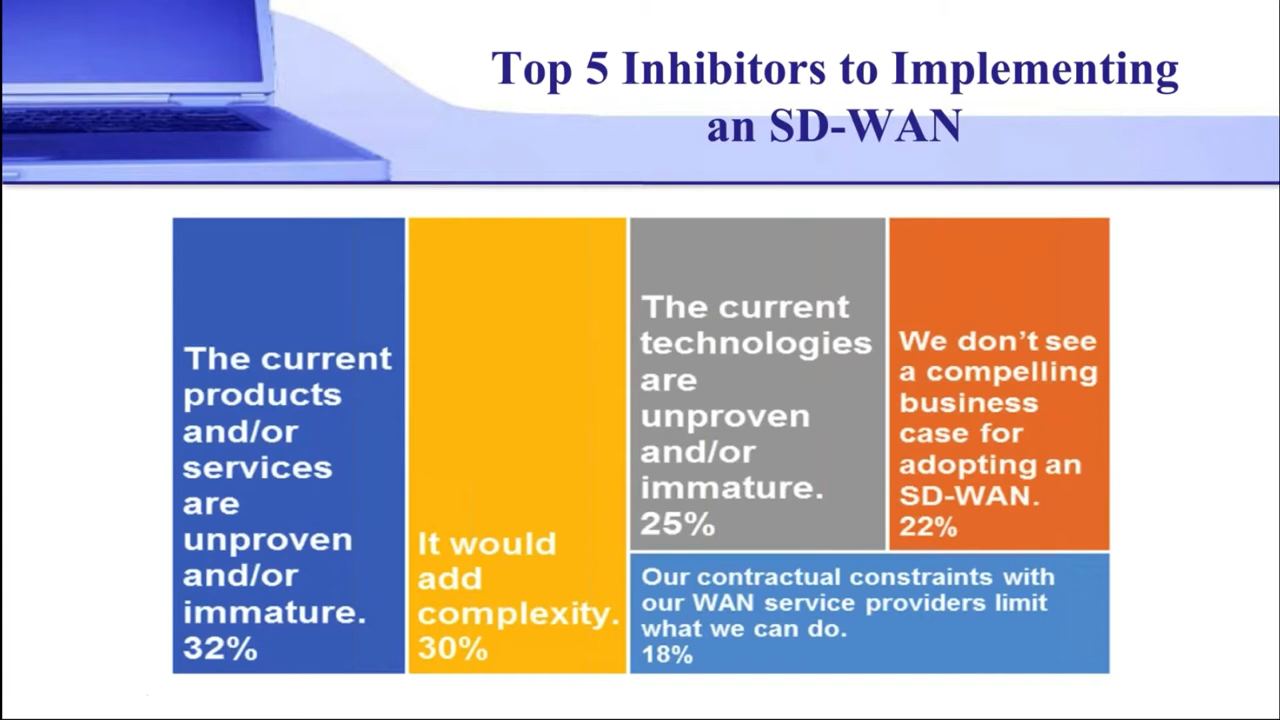 Top 5 Inhibitors to Implementing
an SD-WAN
The current
products
and/or
services
are
unproven
and/or
immature.
32%
It would
add
complexity.
30%
The current
technologies
are
unproven
and/or
immature.
25%
We don't see
a compelling
business
case for
adopting an
SD-WAN.
22%
Our contractual constraints with
our WAN service providers limit
what we can do.
18%